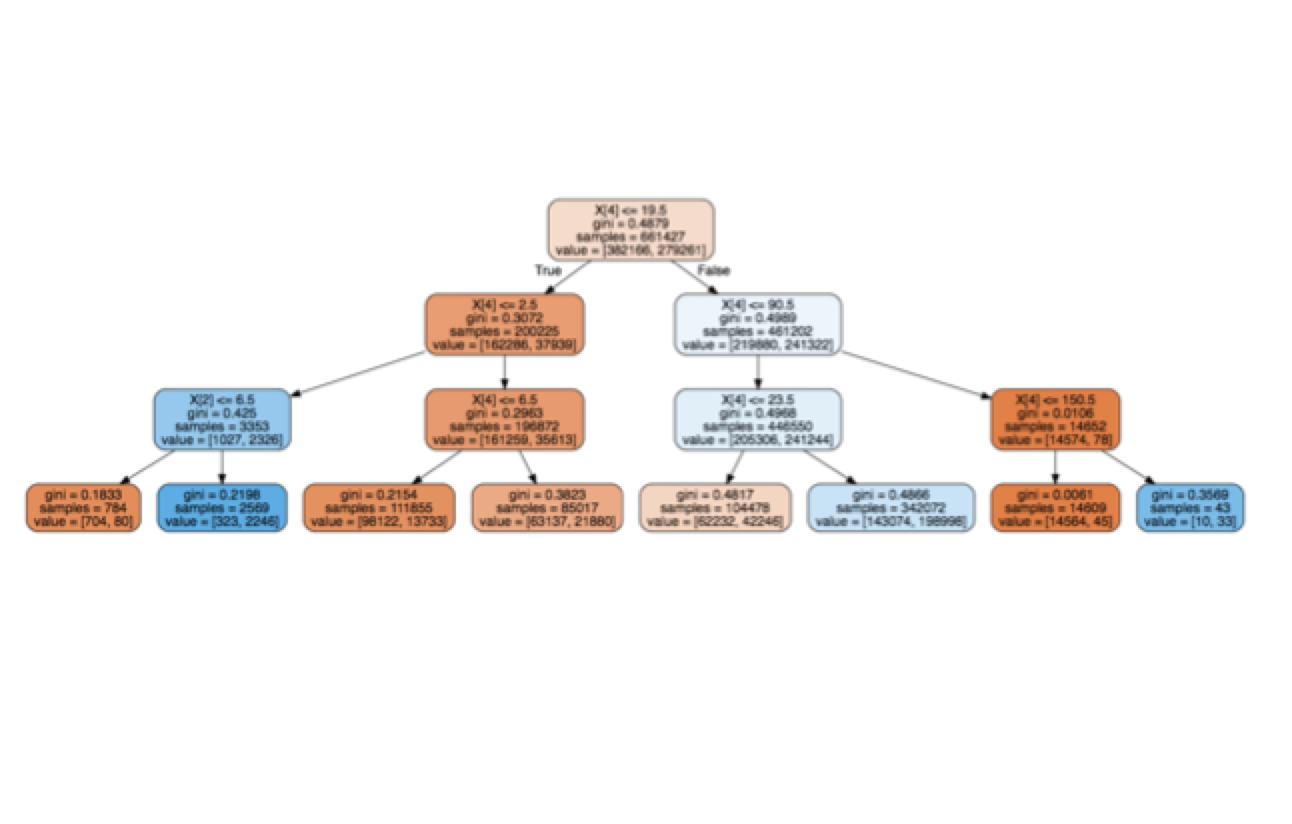 X[4] <= 19.5
gini = 0.4879
samples = 661427
value = [382166, 279261]
True
False
X[4] <= 2.5
gini = 0.3072
samples = 200225
value = [162286, 37939]
X[4] <= 90.5
gini = 0.4989
samples = 461202
value = [219880, 241322]
X[2] <= 6.5
gini = 0.425
samples = 3353
value = [1027, 2326]
X[4] <= 6.5
gini = 0.2963
samples = 196872
value = [161259, 35613]
X[4] <= 23.5
gini = 0.4968
samples = 446550
value = [205306, 241244]
X[4] <= 150.5
gini = 0.0106
samples = 14652
value = [14574, 78]
gini = 0.1833
samples = 784
value = [704, 80]
gini = 0.2198
samples = 2569
value = [323, 2246]
gini = 0.2154
samples = 111855
value = [98122, 13733]
gini = 0.3823
samples = 85017
value = [63137, 21880]
gini = 0.4817
samples = 104478
value = [62232, 42246]
gini = 0.4866
samples = 342072
value = [143074, 198998]
gini = 0.0061
samples = 14609
value = [14564, 45]
gini = 0.3569
samples = 43
value = [10, 33]